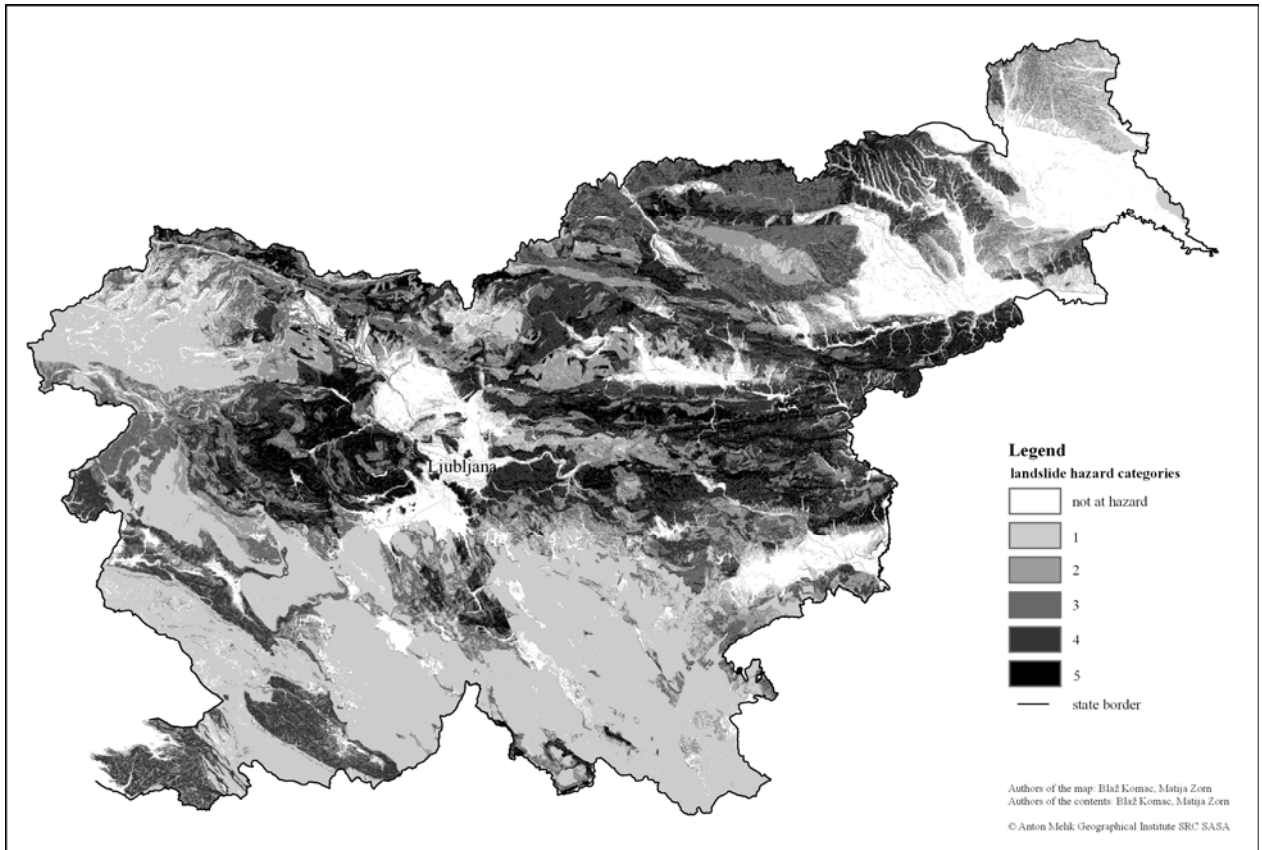 Ljubljana
Legend
landslide hazard categories
not at hazard
1
2
3
4
5
state border
Authors of the map: Blaž Komac, Matija Zorn
Authors of the contents: Blaž Komac, Matija Zorn
© Anton Melik Geographical Institute SRC SASA